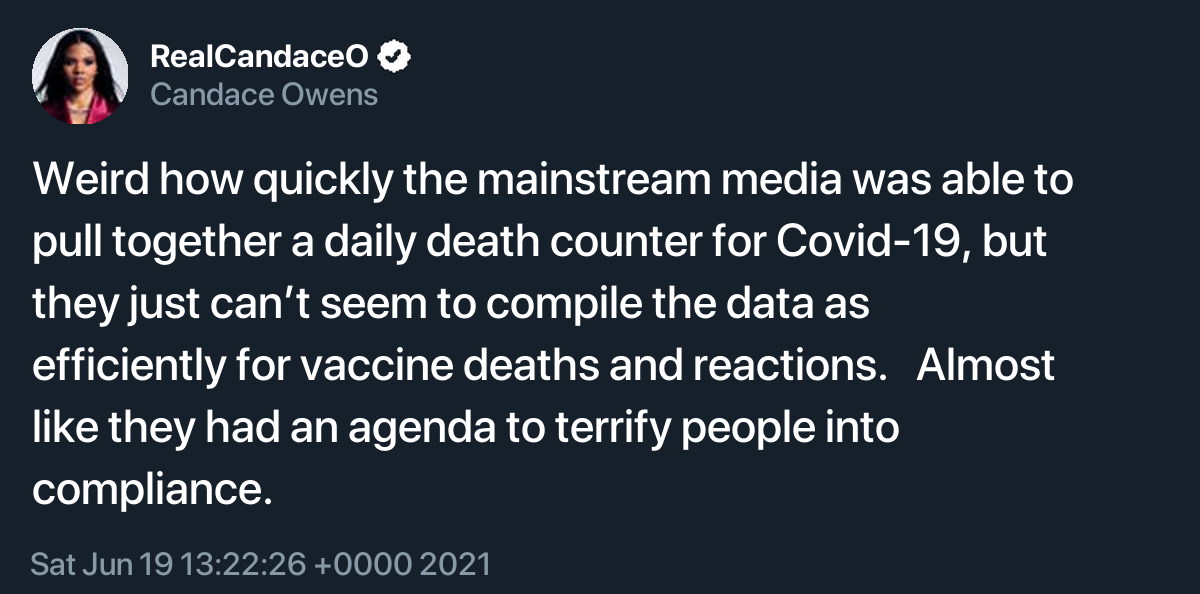 RealCandaceO
Candace Owens
Weird how quickly the mainstream media was able to
pull together a daily death counter for Covid-19, but
they just can’t seem to compile the data as
efficiently for vaccine deaths and reactions.   Almost
like they had an agenda to terrify people into
compliance.
Sat Jun 19 13:22:26 +0000 2021